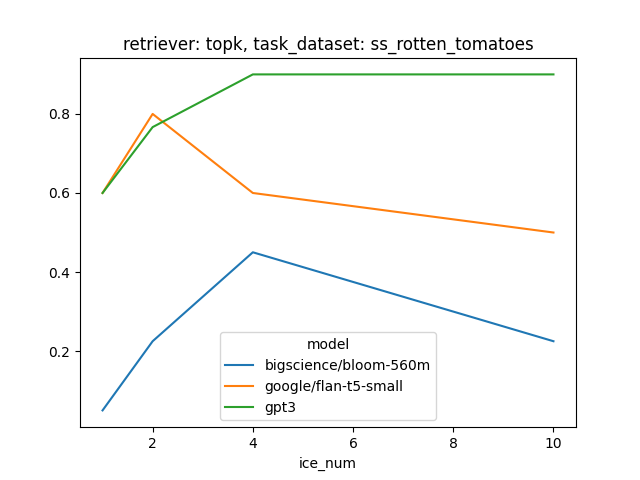 retriever: topk, task_dataset: ss_rotten_tomatoes
0.8
0.6
0.4
0.2
model
bigscience/bloom-560m
google/flan-t5-small
gpt3
2 4 6 8 10
ice_num